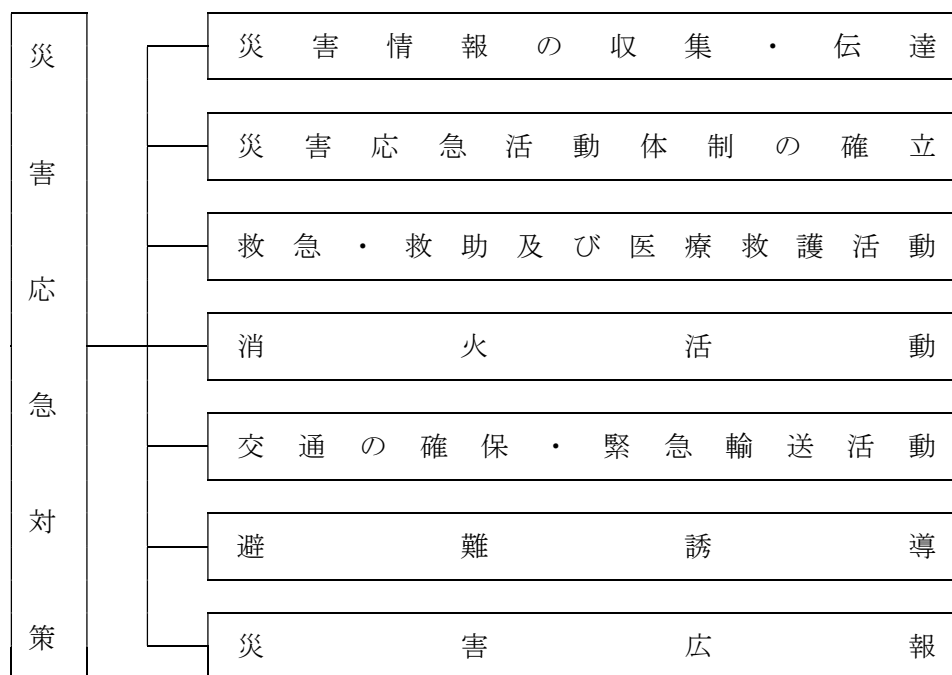 災害応急対策
災害情報の収集・伝達
災害応急活動体制の確立
救急・救助及び医療救護活動
消火活動
交通の確保・緊急輸送活動
避難誘導
災害広報